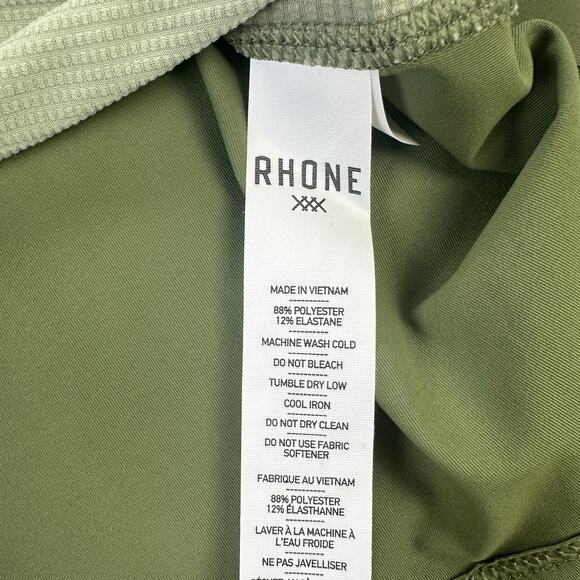 RHONE
MADE IN VIETNAM
88% POLYESTER
12% ELASTANE
MACHINE WASH COLD
DO NOT BLEACH
TUMBLE DRY LOW
COOL IRON
DO NOT DRY CLEAN
DO NOT USE FABRIC
SOFTENER
FABRIQUE AU VIETNAM
88% POLYESTER
12% ÉLASTHANNE
LAVER À LA MACHINE À
L'EAU FROIDE
NE PAS JAVELLISER